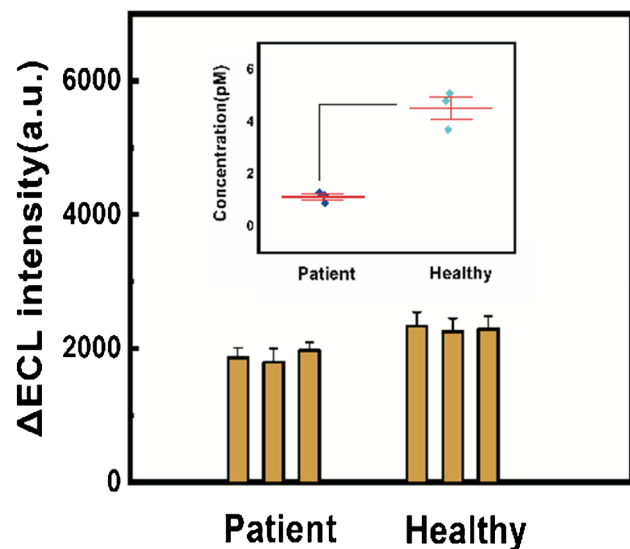 ΔECL intensity(a.u.)
6000
4000
2000
0
Concentration(pM)
6
4
2
0
Patient Healthy
Patient Healthy